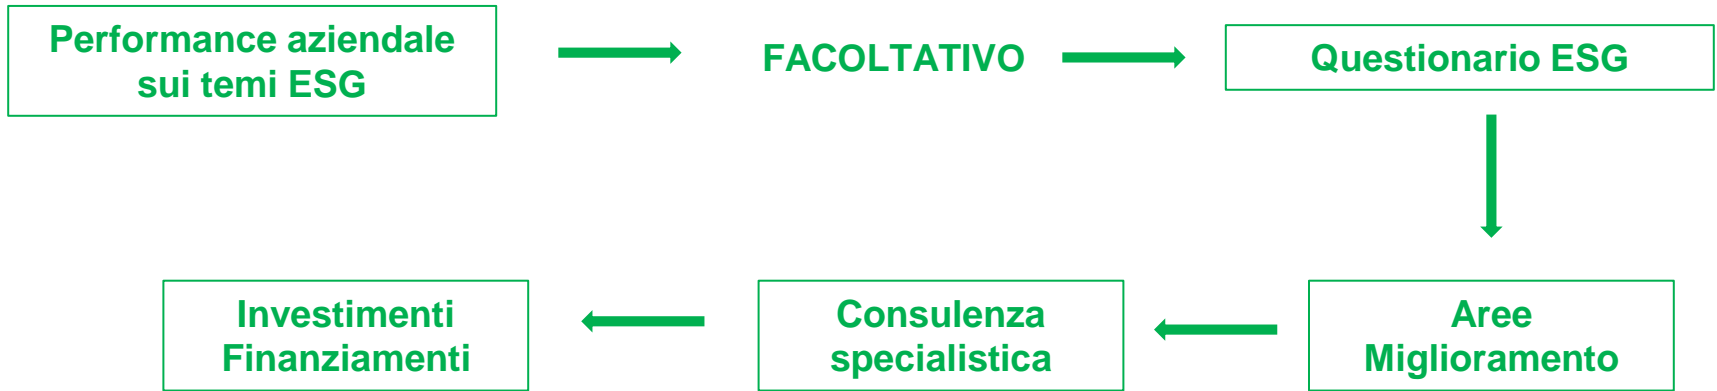 Performance aziendale
sui temi ESG
FACOLTATIVO
Questionario ESG
Aree
Miglioramento
Consulenza
specialistica
Investimenti
Finanziamenti